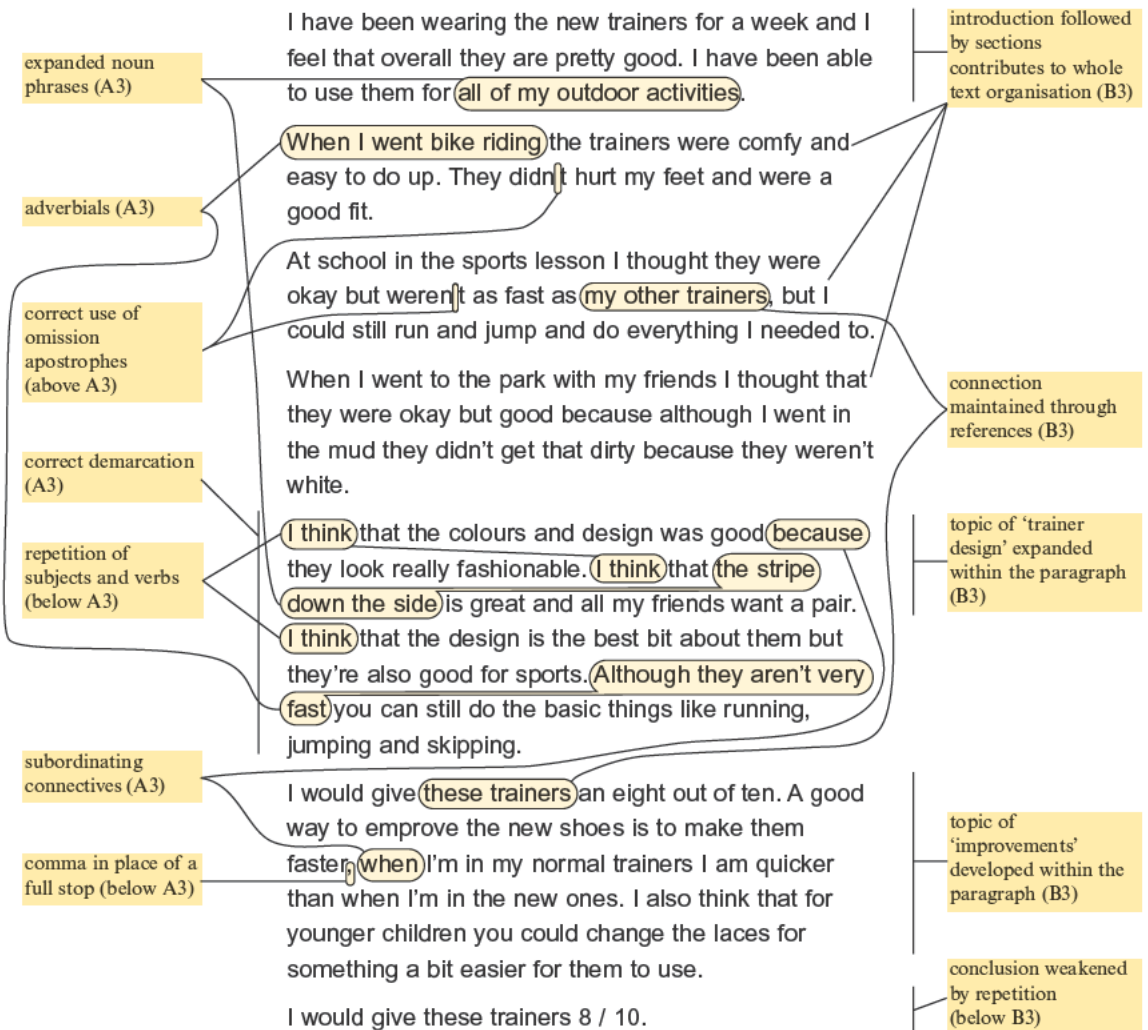 I have been wearing the new trainers for a week and I
feel that overall they are pretty good. I have been able
to use them for all of my outdoor activities.
When I went bike riding the trainers were comfy and
easy to do up. They didn't hurt my feet and were a
good fit.
At school in the sports lesson I thought they were
okay but weren't as fast as my other trainers, but I
could still run and jump and do everything I needed to.
When I went to the park with my friends I thought that
they were okay but good because although I went in
the mud they didn't get that dirty because they weren't
white.
I think that the colours and design was good because
they look really fashionable. I think that the stripe
down the side is great and all my friends want a pair.
I think that the design is the best bit about them but
they're also good for sports. Although they aren't very
fast you can still do the basic things like running,
jumping and skipping.
I would give these trainers an eight out of ten. A good
way to emprove the new shoes is to make them
faster, when I'm in my normal trainers I am quicker
than when I'm in the new ones. I also think that for
younger children you could change the laces for
something a bit easier for them to use.
I would give these trainers 8 / 10.
expanded noun
phrases (A3)
adverbials (A3)
correct use of
omission
apostrophes
(above A3)
correct demarcation
(A3)
repetition of
subjects and verbs
(below A3)
subordinating
connectives (A3)
comma in place of a
full stop (below A3)
introduction followed
by sections
contributes to whole
text organisation (B3)
connection
maintained through
references (B3)
topic of ‘trainer
design’ expanded
within the paragraph
(B3)
topic of
‘improvements’
developed within the
paragraph (B3)
conclusion weakened
by repetition
(below B3)